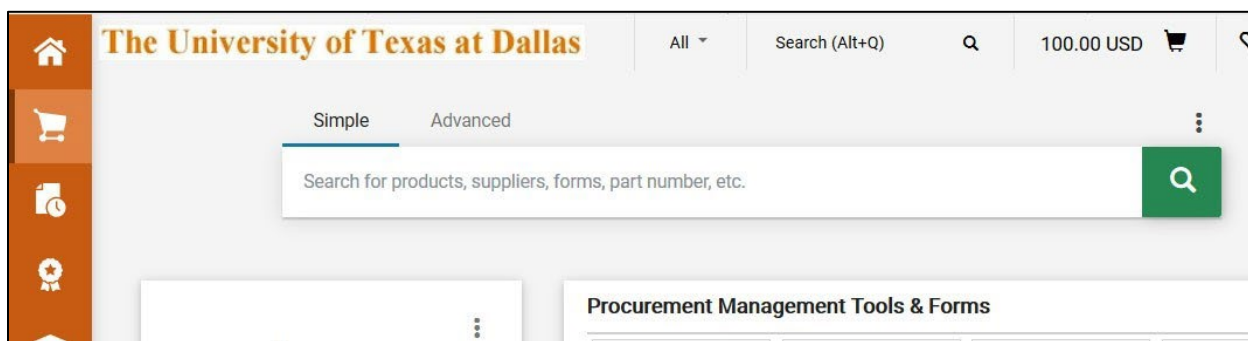 The University of Texas at Dallas
All
Search (Alt+Q)
100.00 USD
Simple
Advanced
Search for products, suppliers, forms, part number, etc.
Procurement Management Tools & Forms